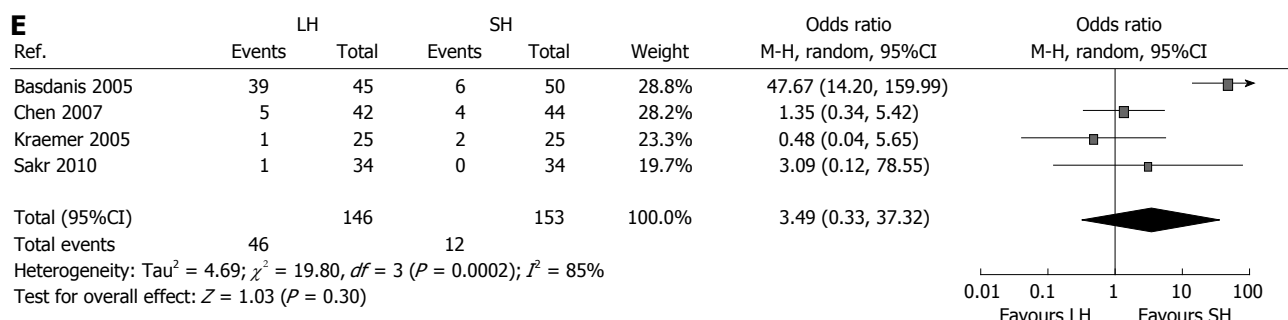 E LH SH Odds ratio Odds ratio
Ref. Events Total Events Total Weight M-H, random, 95%CI M-H, random, 95%CI
Basdanis 2005 39 45 6 50 28.8% 47.67 (14.20, 159.99)
Chen 2007 5 42 4 44 28.2% 1.35 (0.34, 5.42)
Kraemer 2005 1 25 2 25 23.3% 0.48 (0.04, 5.65)
Sakr 2010 1 34 0 34 19.7% 3.09 (0.12, 78.55)
Total (95%CI) 146 153 100.0% 3.49 (0.33, 37.32)
Total events 46 12
Heterogeneity: Tau² = 4.69; χ² = 19.80, df = 3 (P = 0.0002); I² = 85%
Test for overall effect: Z = 1.03 (P = 0.30)
0.01 0.1 1 10 100
Favours LH Favours SH